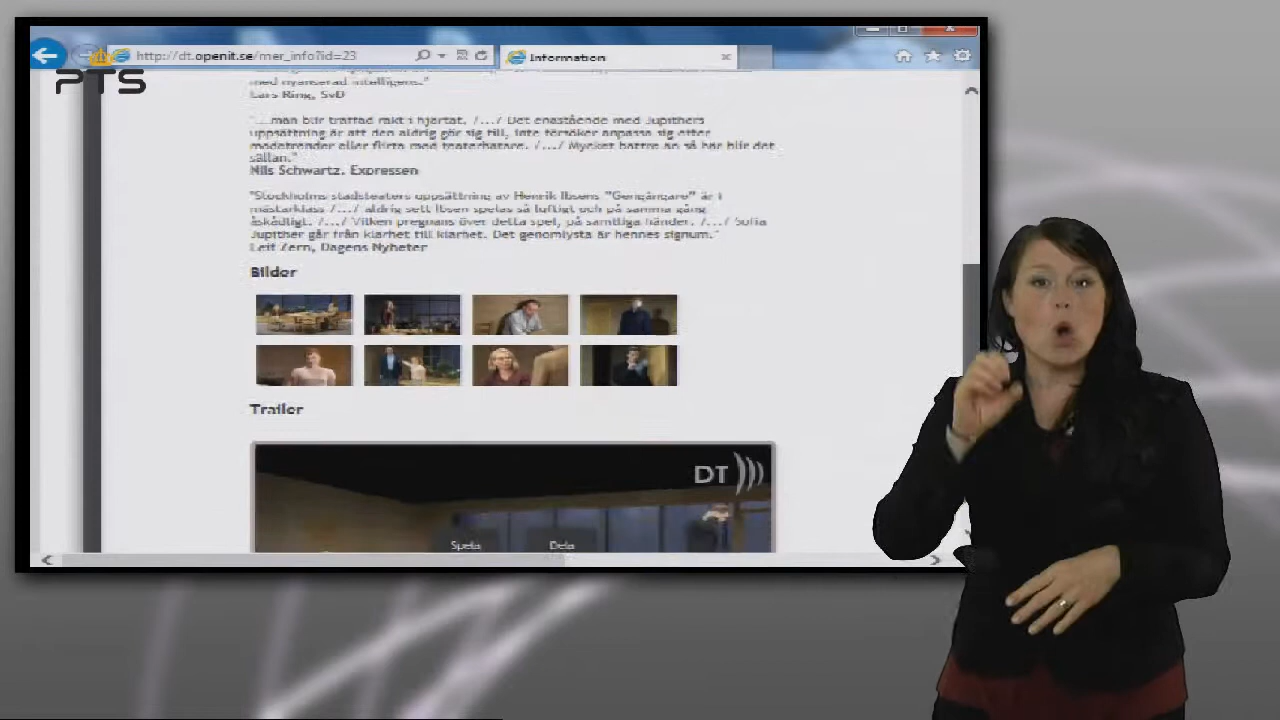 http://dt.openit.se/mer_info?id=23
Information
PTS
med nyanserad intelligens."
Lars Ring, SvD
"...man blir träffad rakt i hjärtat. /.../ Det enastående med Jupithers
uppsättning är att den aldrig gör sig till, inte försöker anpassa sig efter
modetrender eller flirta med teaterhatare. /.../ Mycket bättre än så här blir det
sällan."
Nils Schwartz, Expressen
"Stockholms stadsteaters uppsättning av Henrik Ibsens "Gengångare" är i
mästarklass /.../ aldrig sett Ibsen spelas så luftigt och på samma gång
åskådligt. /.../ Vilken pregnans över detta spel, på samtliga händer. /.../ Sofia
Jupither går från klarhet till klarhet. Det genomlysta är hennes signum."
Leif Zern, Dagens Nyheter
Bilder
Trailer
DT
Spela
Dela